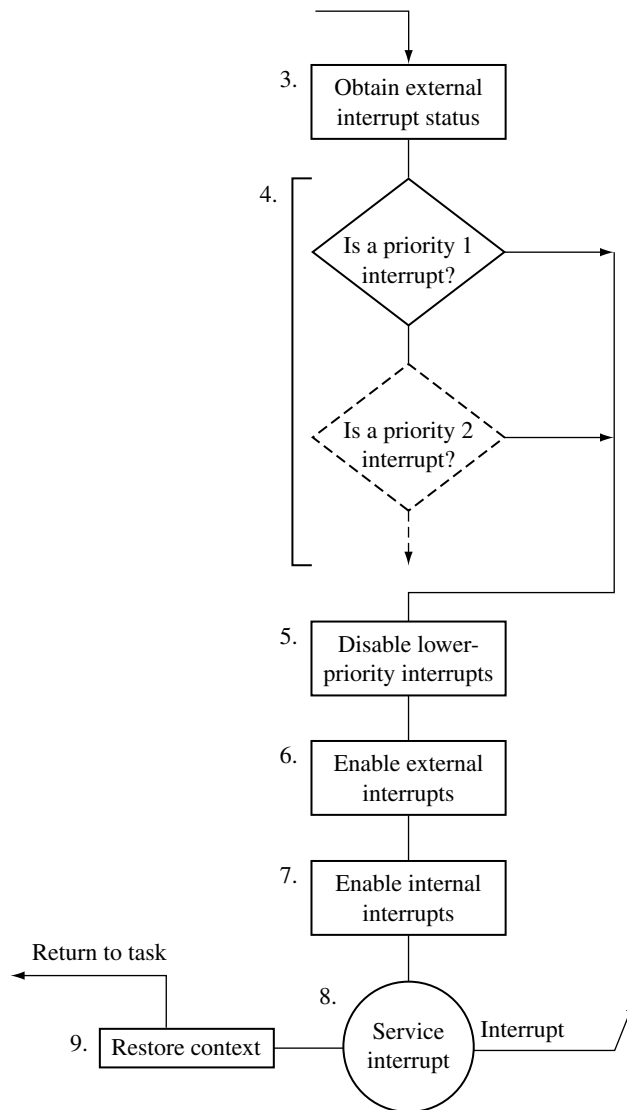 3.
Obtain external
interrupt status
4.
Is a priority 1
interrupt?
Is a priority 2
interrupt?
5.
Disable lower-
priority interrupts
6.
Enable external
interrupts
7.
Enable internal
interrupts
Return to task
8.
Service
interrupt
Interrupt
9.
Restore context